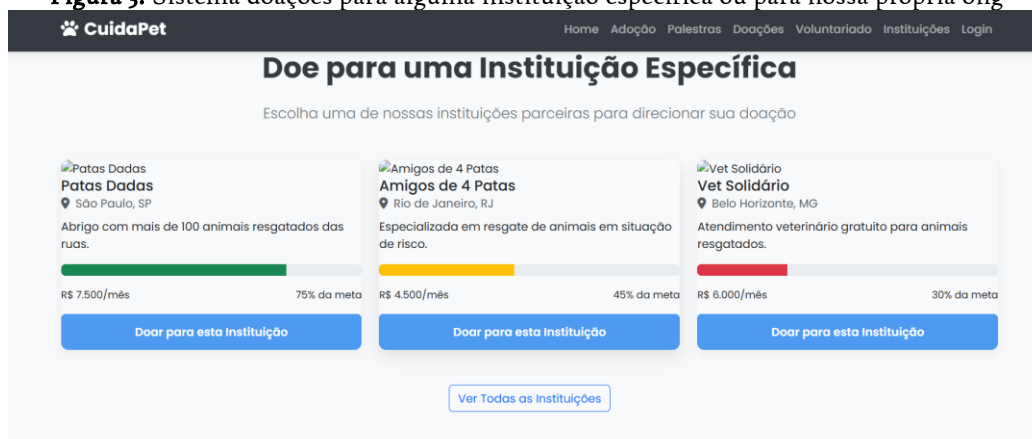 Figura 3. Sistema doações para alguma instituição específica ou para nossa própria ong
CuidaPet
Home Adoção Palestras Doações Voluntariado Instituições Login
Doe para uma Instituição Específica
Escolha uma de nossas instituições parceiras para direcionar sua doação
Patas Dadas
Patas Dadas
São Paulo, SP
Abrigo com mais de 100 animais resgatados das
ruas.
R$ 7.500/mês 75% da meta
Doar para esta Instituição
Amigos de 4 Patas
Amigos de 4 Patas
Rio de Janeiro, RJ
Especializada em resgate de animais em situação
de risco.
R$ 4.500/mês 45% da meta
Doar para esta Instituição
Vet Solidário
Vet Solidário
Belo Horizonte, MG
Atendimento veterinário gratuito para animais
resgatados.
R$ 6.000/mês 30% da meta
Doar para esta Instituição
Ver Todas as Instituições